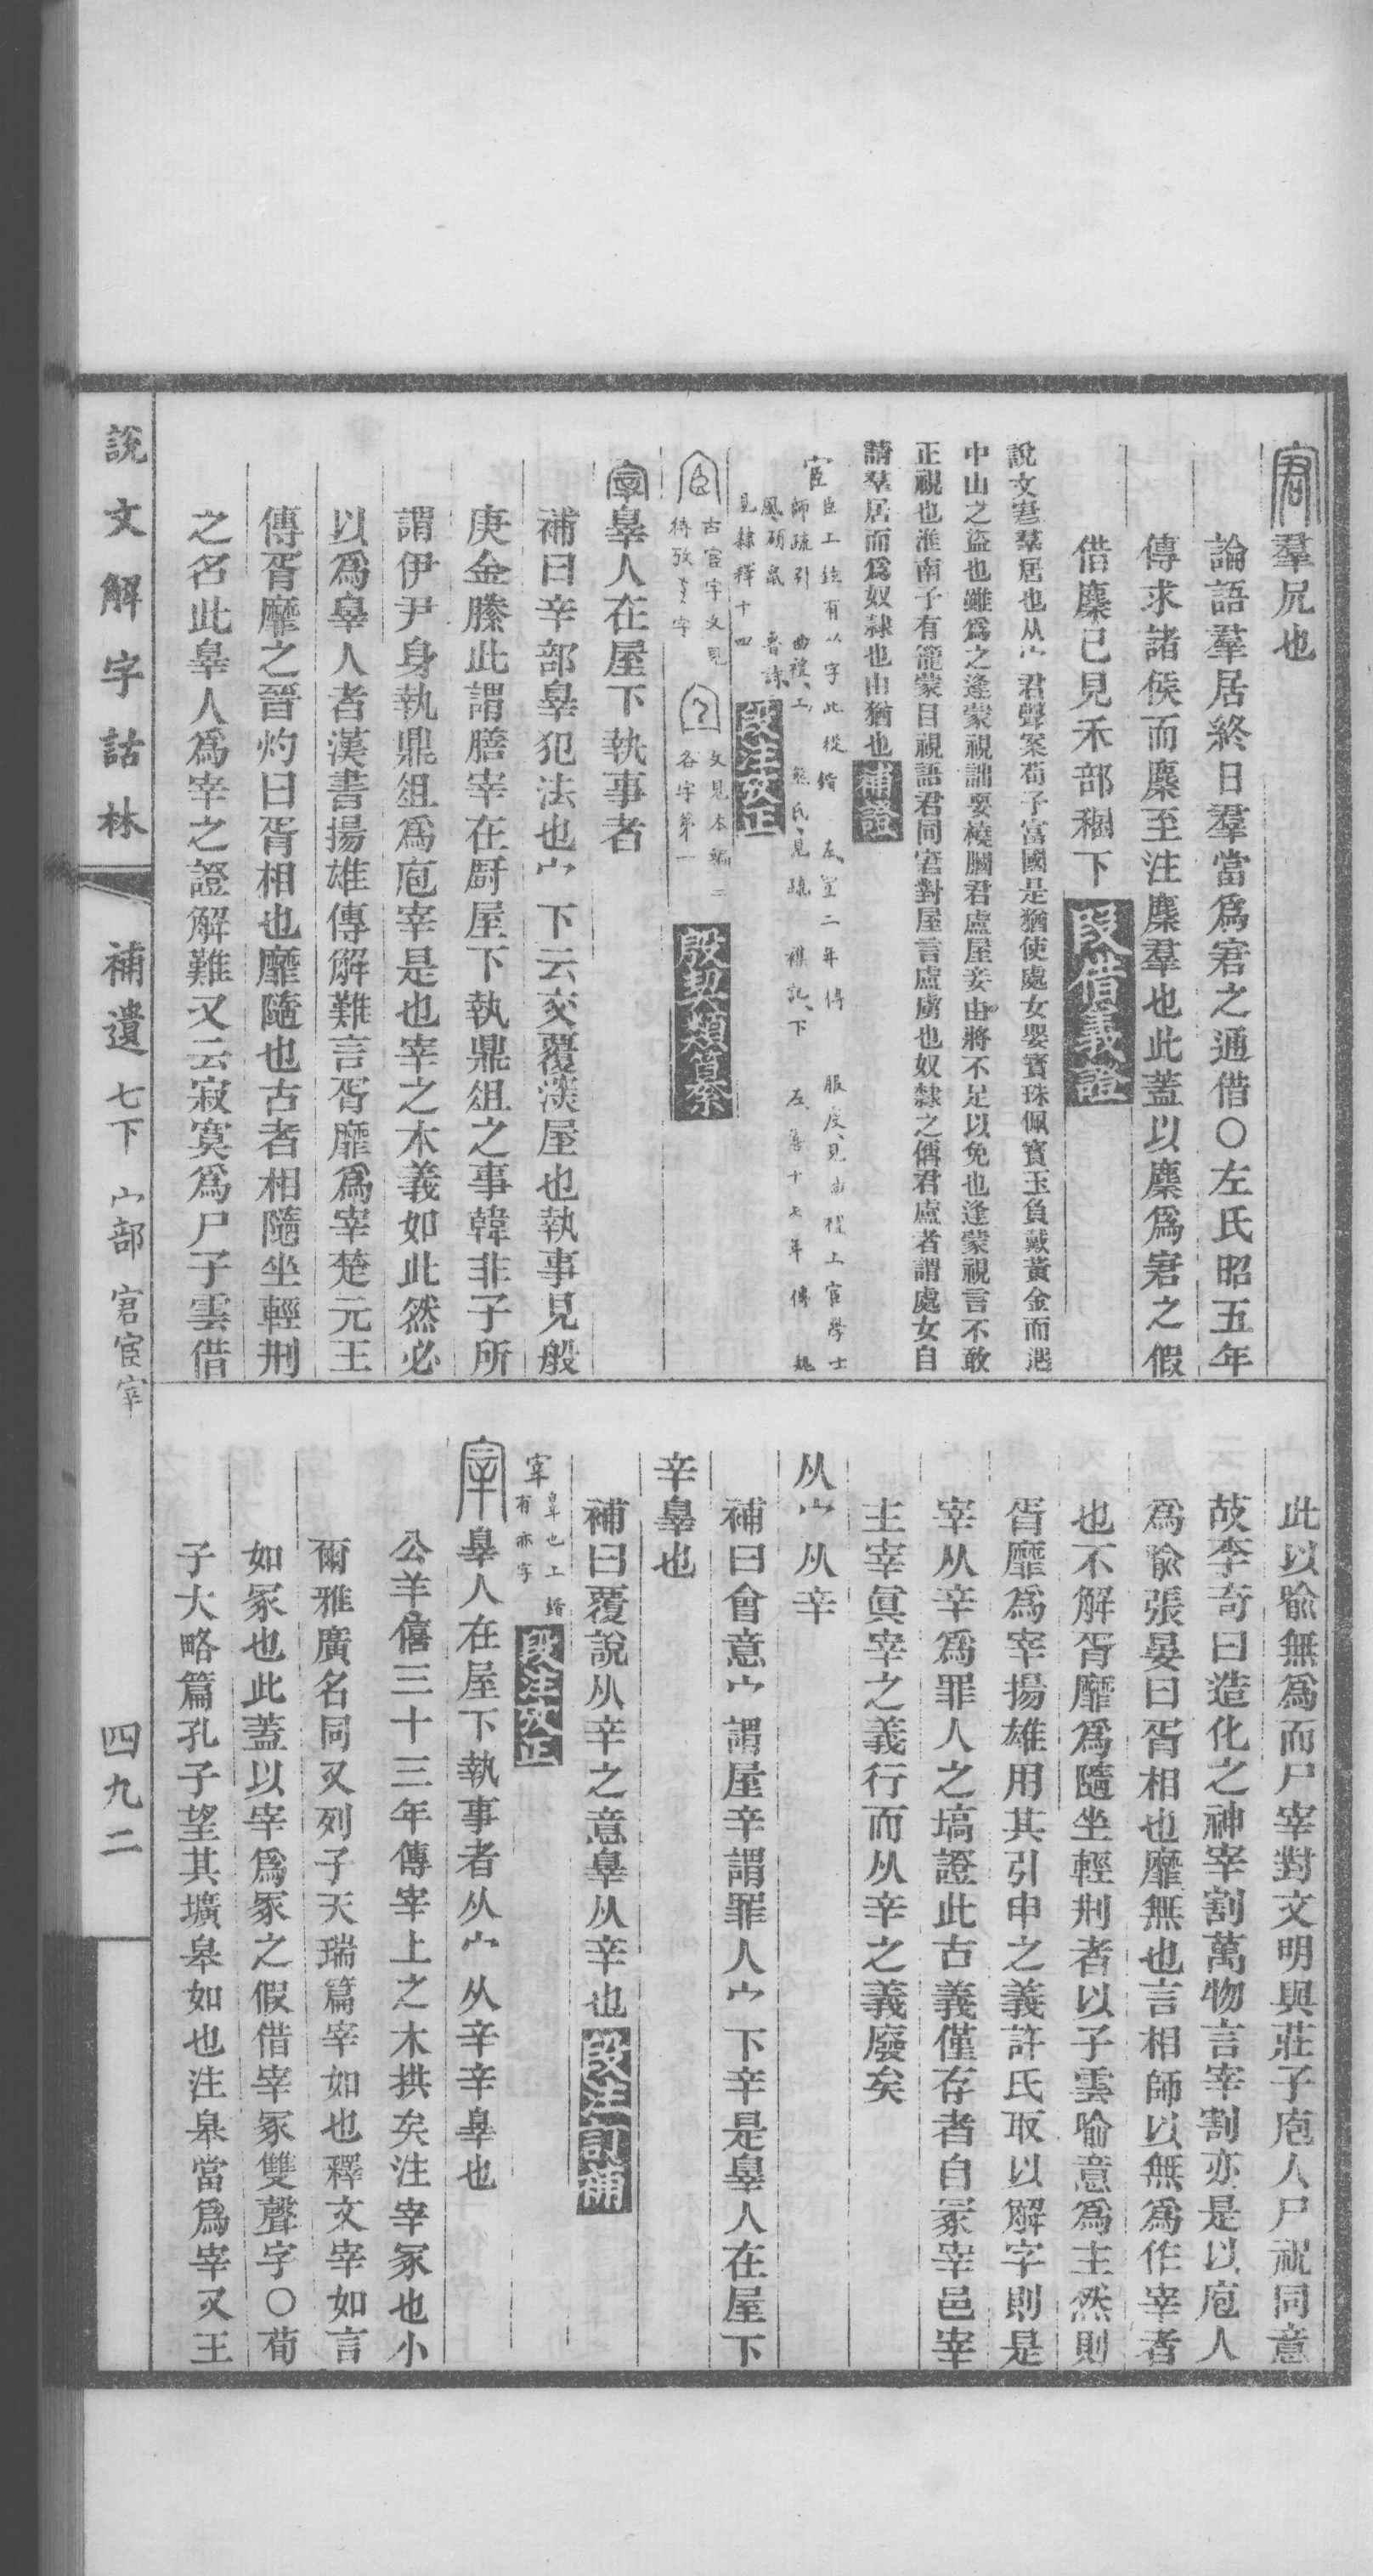 羣凥也
論語羣居終日羣當爲宭之通借○左氏昭五年
傳求諸侯而麇至注麇羣也此蓋以麇爲宭之假
借麇已見禾部稛下 段借義證
說文宭羣居也从宀君聲案荀子富國是猶使處女嬰寶珠佩寶玉負戴黃金而遇
中山之盜也雖爲之逢蒙視詘要橈膕君盧屋妾由將不足以免也逢蒙視言不敢
正視也淮南子有籠蒙目視語君同宭對屋言盧虜也奴隸之偁君盧者謂處女自
請羣居而爲奴隸也由猶也 補證
宦 臣上鍇有以字此從鍇 左宣二年傳 服虔見曲禮上宦學士
師疏引 曲禮上 熊氏見疏 襍記下 左僖十七年傳 魏
風碩鼠 魯詩
見隸釋十四 段注攷正
古宦字文見
文見本編
各字第一 殷契類纂
辠人在屋下執事者
補曰辛部辠犯法也宀下云交覆深屋也執事見般
庚金縢此謂膳宰在厨屋下執鼎俎之事韓非子所
謂伊尹身執鼎俎爲庖宰是也宰之本義如此然必
以爲辠人者漢書揚雄傳解難言胥靡爲宰楚元王
傳胥靡之晉灼曰胥相也靡隨也古者相隨坐輕刑
之名此辠人爲宰之證解難又云寂寞爲尸子雲借
此以喻無爲而尸宰對文明與莊子庖人尸祝同意
故李奇曰造化之神宰割萬物言宰割亦是以庖人
爲喻張晏曰胥相也靡無也言相師以無爲作宰者
也不解胥靡爲隨坐輕刑者以子雲喻意爲主然則
胥靡爲宰揚雄用其引申之義許氏取以解字則是
宰从辛爲罪人之塙證此古義僅存者自冢宰邑宰
主宰眞宰之義行而从辛之義廢矣
从宀从辛
補曰會意宀謂屋辛謂罪人宀下辛是辠人在屋下
辛辠也
補曰覆說从辛之意辠从辛也 段注訂補
宰 辠也上鍇
有亦字 段注攷正
辠人在屋下執事者从宀从辛辛辠也
公羊僖三十三年傳宰上之木拱矣注宰冢也小
爾雅廣名同又列子天瑞篇宰如也釋文宰如言
如冢也此蓋以宰爲冢之假借宰冢雙聲字○荀
子大略篇孔子望其壙皋如也注皋當爲宰又王
說文解字詁林 補遺 七下 宀部 宭宦宰 四九二